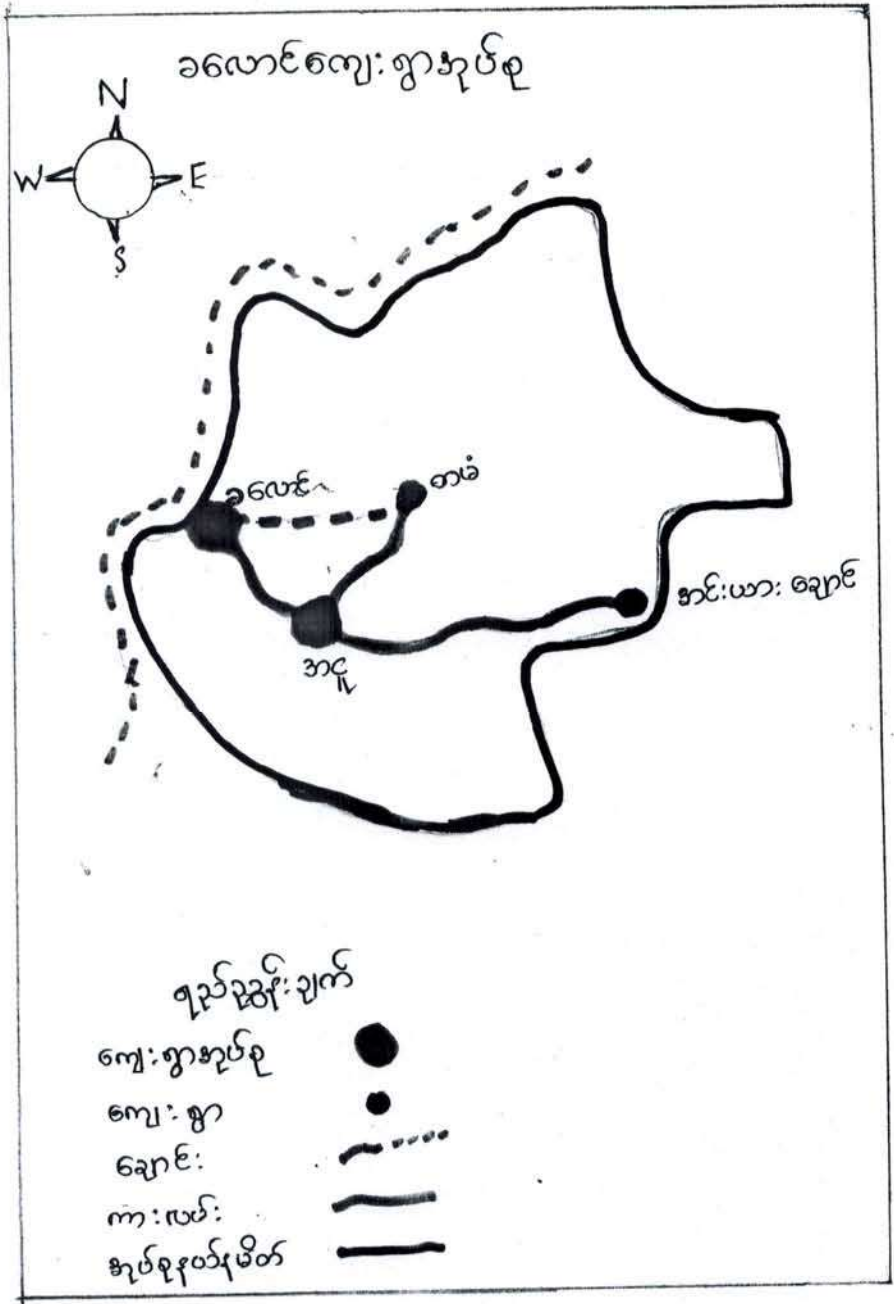 ခလောင်ကျေးရွာအုပ်စု
N
W E
S
ခလောင်
တမံ
အင်းယား ချောင်
အငူ
ရည်ညွှန်းချက်
ကျေးရွာအုပ်စု
ကျေးရွာ
ချောင်း
ကားလမ်း
အုပ်စုနယ်နမိတ်